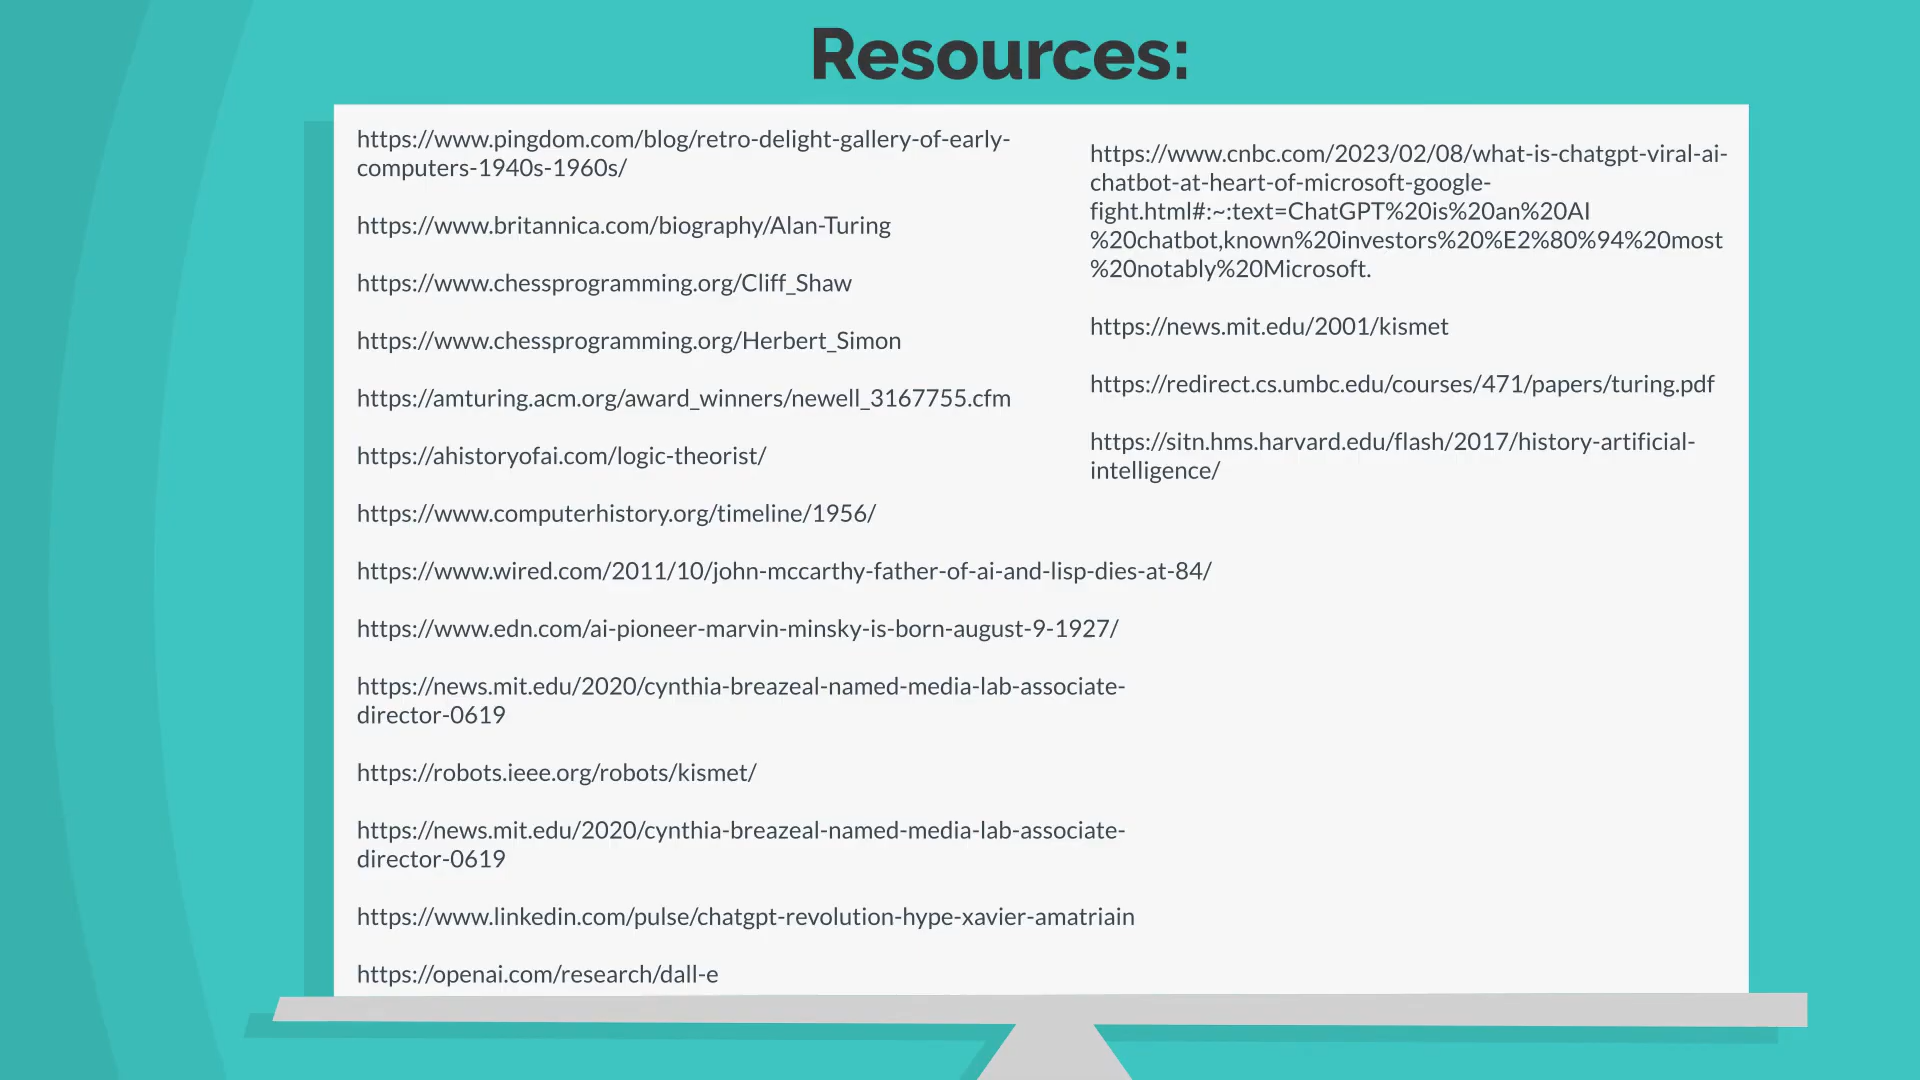 Resources:
https://www.pingdom.com/blog/retro-delight-gallery-of-early-
computers-1940s-1960s/
https://www.britannica.com/biography/Alan-Turing
https://www.chessprogramming.org/Cliff_Shaw
https://www.chessprogramming.org/Herbert_Simon
https://amturing.acm.org/award_winners/newell_3167755.cfm
https://ahistoryofai.com/logic-theorist/
https://www.computerhistory.org/timeline/1956/
https://www.wired.com/2011/10/john-mccarthy-father-of-ai-and-lisp-dies-at-84/
https://www.edn.com/ai-pioneer-marvin-minsky-is-born-august-9-1927/
https://news.mit.edu/2020/cynthia-breazeal-named-media-lab-associate-
director-0619
https://robots.ieee.org/robots/kismet/
https://news.mit.edu/2020/cynthia-breazeal-named-media-lab-associate-
director-0619
https://www.linkedin.com/pulse/chatgpt-revolution-hype-xavier-amatriain
https://openai.com/research/dall-e
https://www.cnbc.com/2023/02/08/what-is-chatgpt-viral-ai-
chatbot-at-heart-of-microsoft-google-
fight.html#:~:text=ChatGPT%20is%20an%20AI
%20chatbot,known%20investors%20%E2%80%94%20most
%20notably%20Microsoft.
https://news.mit.edu/2001/kismet
https://redirect.cs.umbc.edu/courses/471/papers/turing.pdf
https://sitn.hms.harvard.edu/flash/2017/history-artificial-
intelligence/